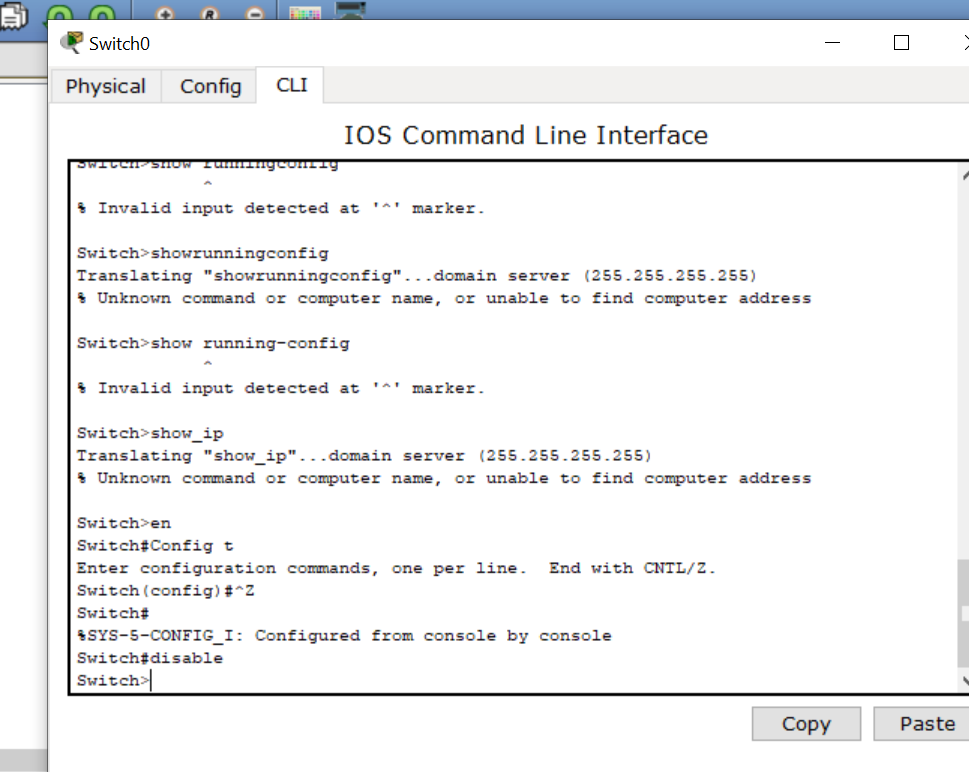 Switch0
Physical Config CLI
IOS Command Line Interface
Switch>show runningconfig
^
% Invalid input detected at '^' marker.
Switch>showrunningconfig
Translating "showrunningconfig"...domain server (255.255.255.255)
% Unknown command or computer name, or unable to find computer address
Switch>show running-config
^
% Invalid input detected at '^' marker.
Switch>show_ip
Translating "show_ip"...domain server (255.255.255.255)
% Unknown command or computer name, or unable to find computer address
Switch>en
Switch#Config t
Enter configuration commands, one per line.  End with CNTL/Z.
Switch(config)#^Z
Switch#
%SYS-5-CONFIG_I: Configured from console by console
Switch#disable
Switch>
Copy Paste